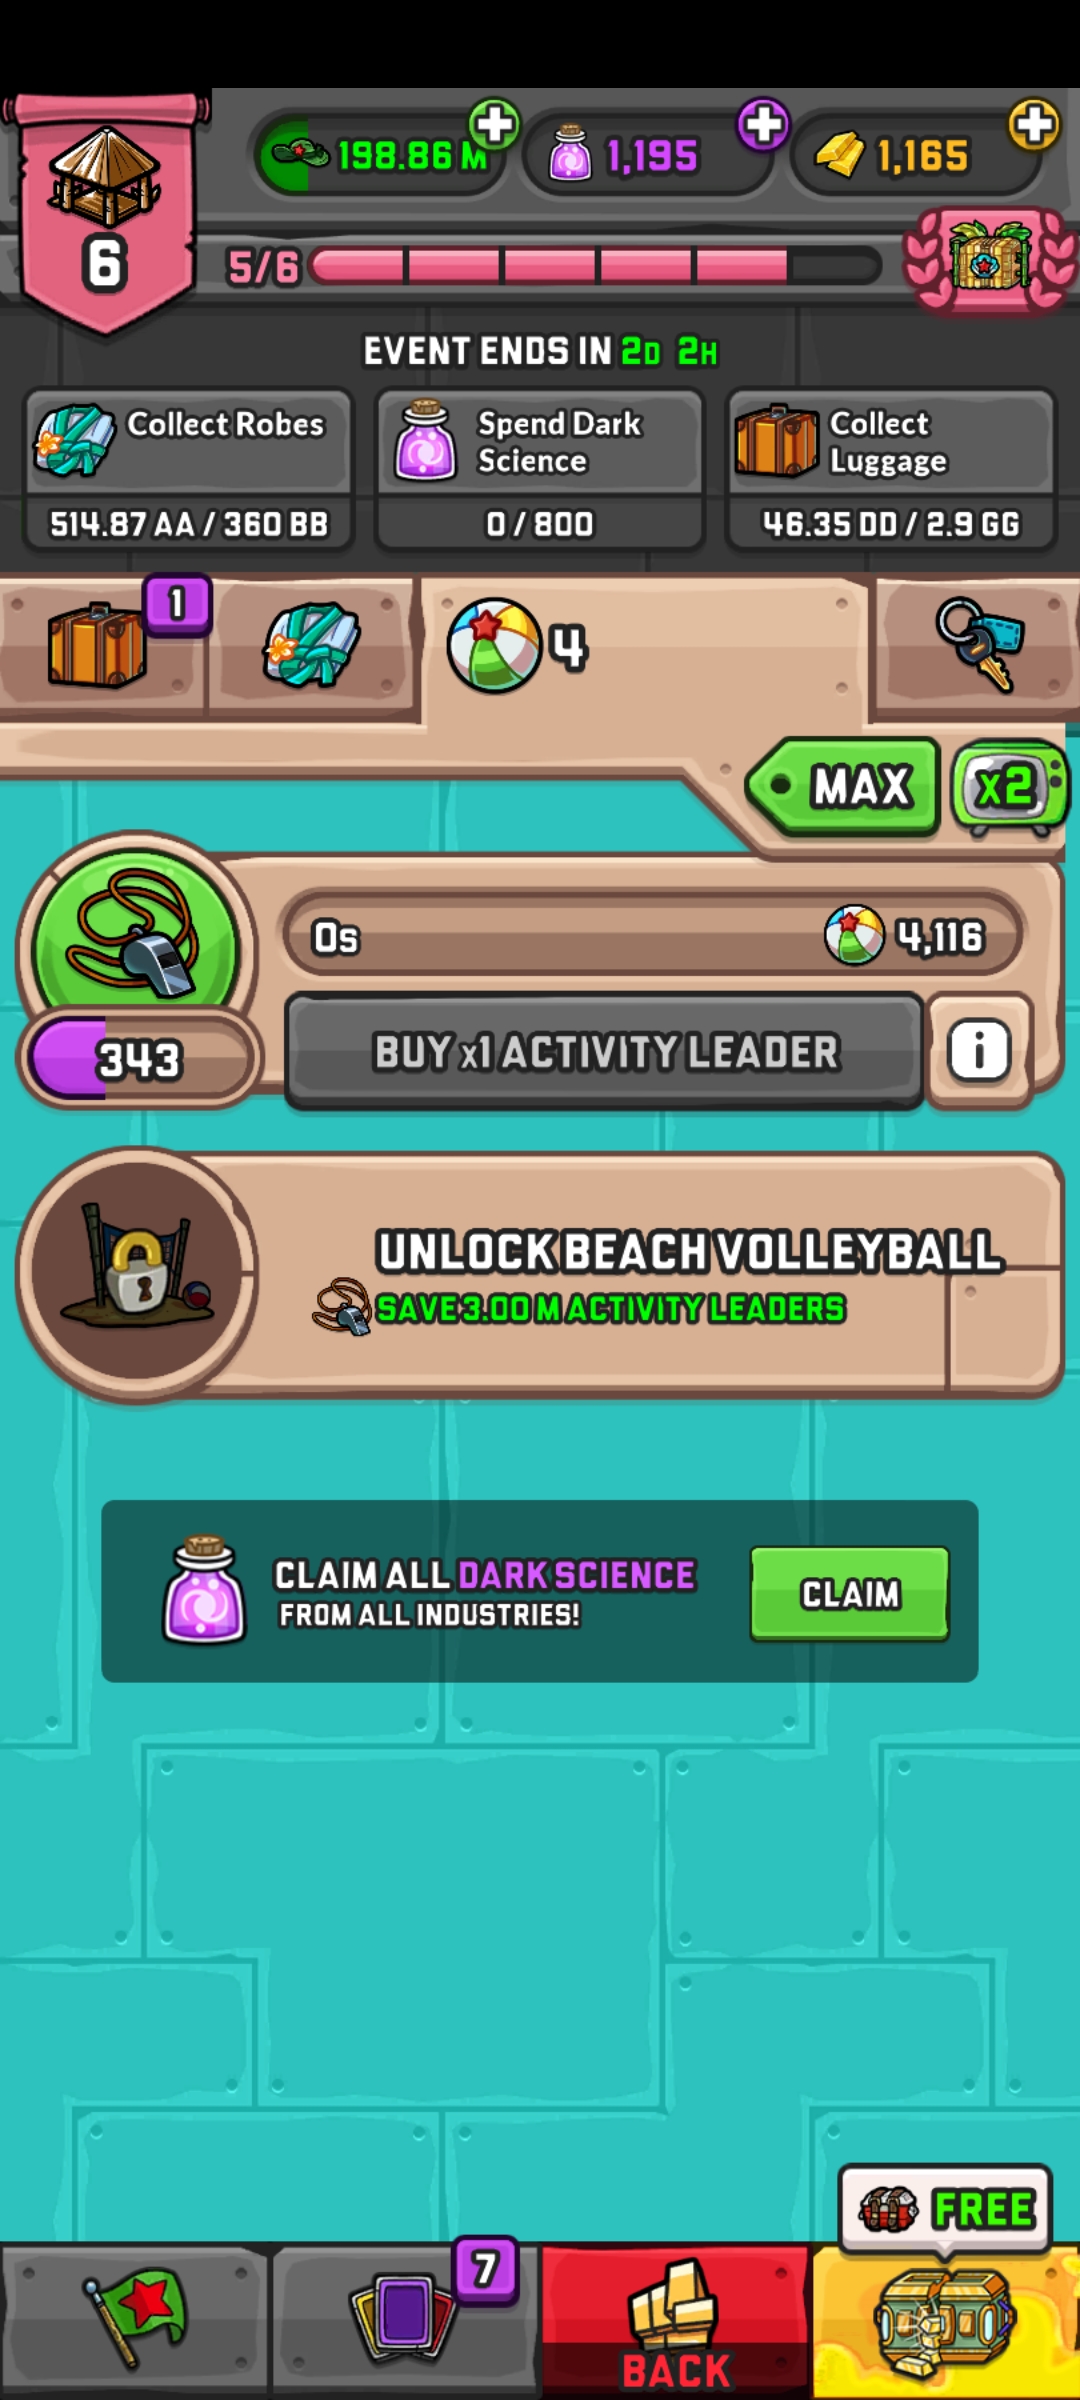 198.86 M
1,195
1,165
6
5/6
EVENT ENDS IN 2D 2H
Collect Robes
514.87 AA / 360 BB
Spend Dark
Science
0 / 800
Collect
Luggage
46.35 DD / 2.9 GG
1
4
MAX
x2
0s
4,116
343
BUY x1 ACTIVITY LEADER
i
UNLOCK BEACH VOLLEYBALL
SAVE 3.00 M ACTIVITY LEADERS
CLAIM ALL DARK SCIENCE
FROM ALL INDUSTRIES!
CLAIM
FREE
7
BACK